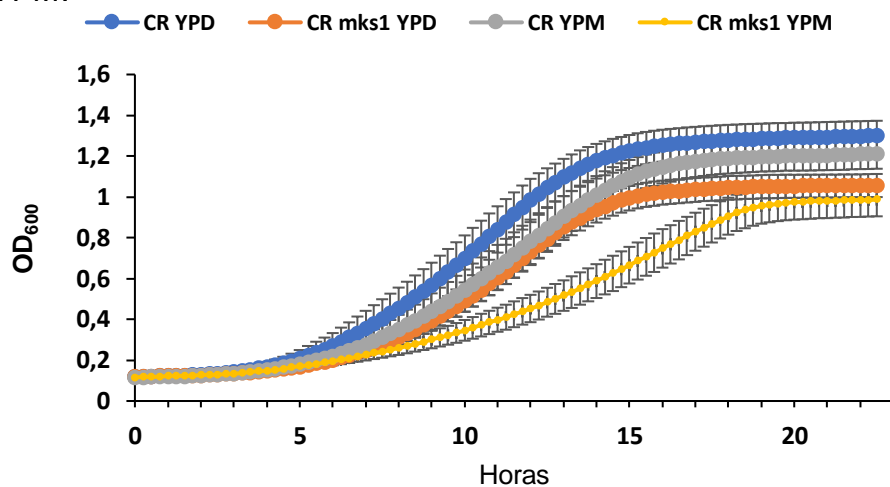 CR YPD CR mks1 YPD CR YPM CR mks1 YPM
1,6
1,4
1,2
1
0,8
0,6
0,4
0,2
0
OD600
0 5 10 15 20
Horas